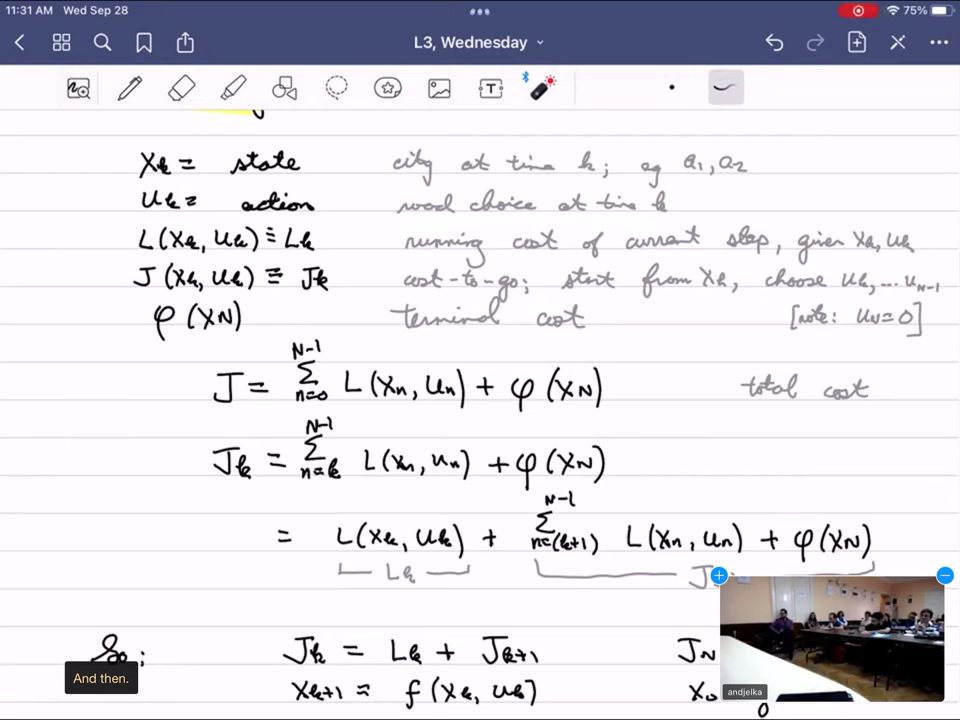 11:31 AM Wed Sep 28 75%
L3, Wednesday
T
xk = state city at time k; eg a1, a2
uk = action road choice at time k
L(xk, uk) ≡ Lk running cost of current step, given xk, uk
J(xk, uk) ≡ Jk cost-to-go; start from xk, choose uk, ... uN-1
φ(xN) terminal cost [note: uN=0]
N-1
J = Σ L(xn, un) + φ(xN) total cost
n=0
N-1
Jk = Σ L(xn, un) + φ(xN)
n=k
N-1
= L(xk, uk) + Σ L(xn, un) + φ(xN)
n=(k+1)
Lk J
So: Jk = Lk + Jk+1 JN
xk+1 = f(xk, uk) x0
And then.
andjelka